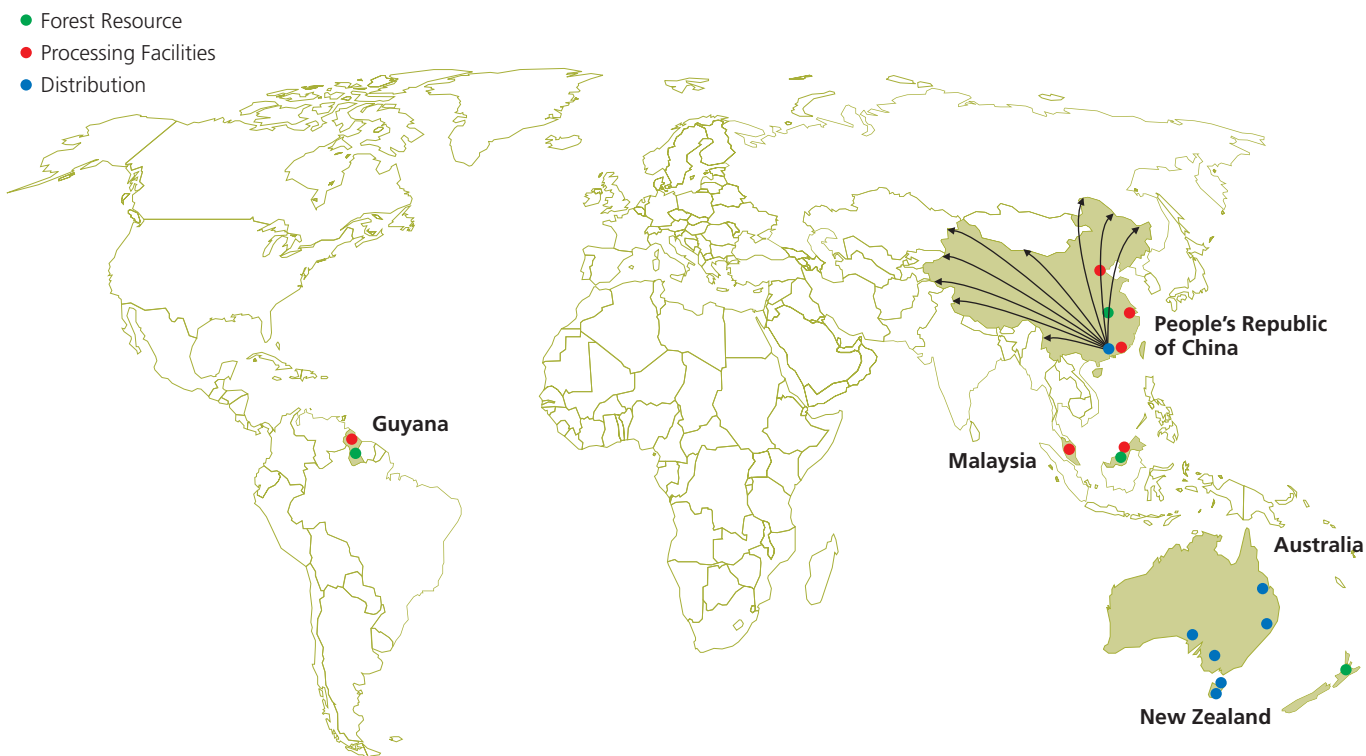 Forest Resource
Processing Facilities
Distribution
People’s Republic
of China
Guyana
Malaysia
Australia
New Zealand